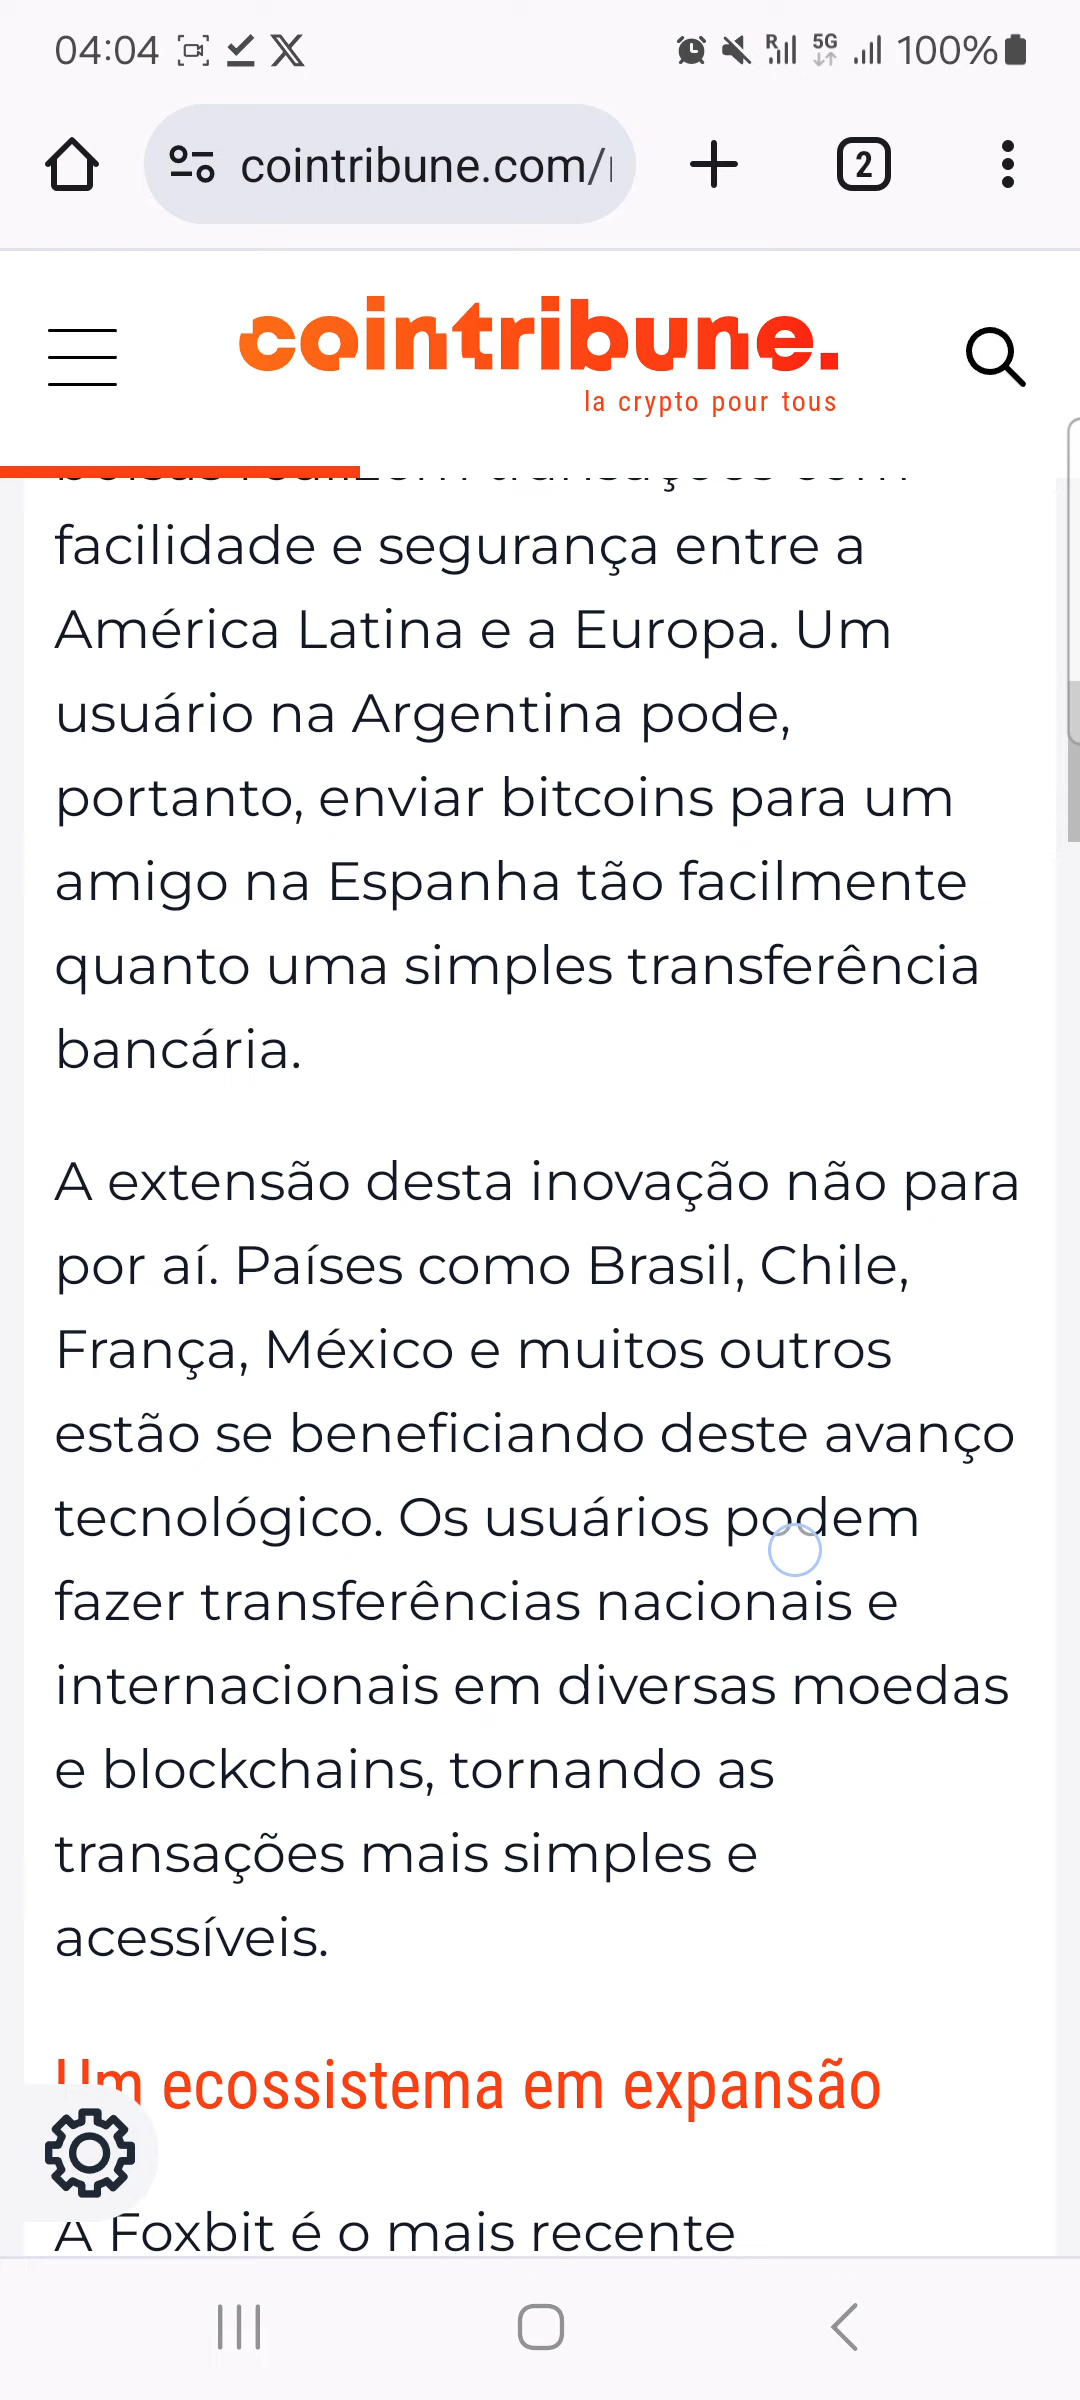 04:04
R
5G
100%
cointribune.com/
2
cointribune.
la crypto pour tous
facilidade e segurança entre a
América Latina e a Europa. Um
usuário na Argentina pode,
portanto, enviar bitcoins para um
amigo na Espanha tão facilmente
quanto uma simples transferência
bancária.
A extensão desta inovação não para
por aí. Países como Brasil, Chile,
França, México e muitos outros
estão se beneficiando deste avanço
tecnológico. Os usuários podem
fazer transferências nacionais e
internacionais em diversas moedas
e blockchains, tornando as
transações mais simples e
acessíveis.
Um ecossistema em expansão
A Foxbit é o mais recente